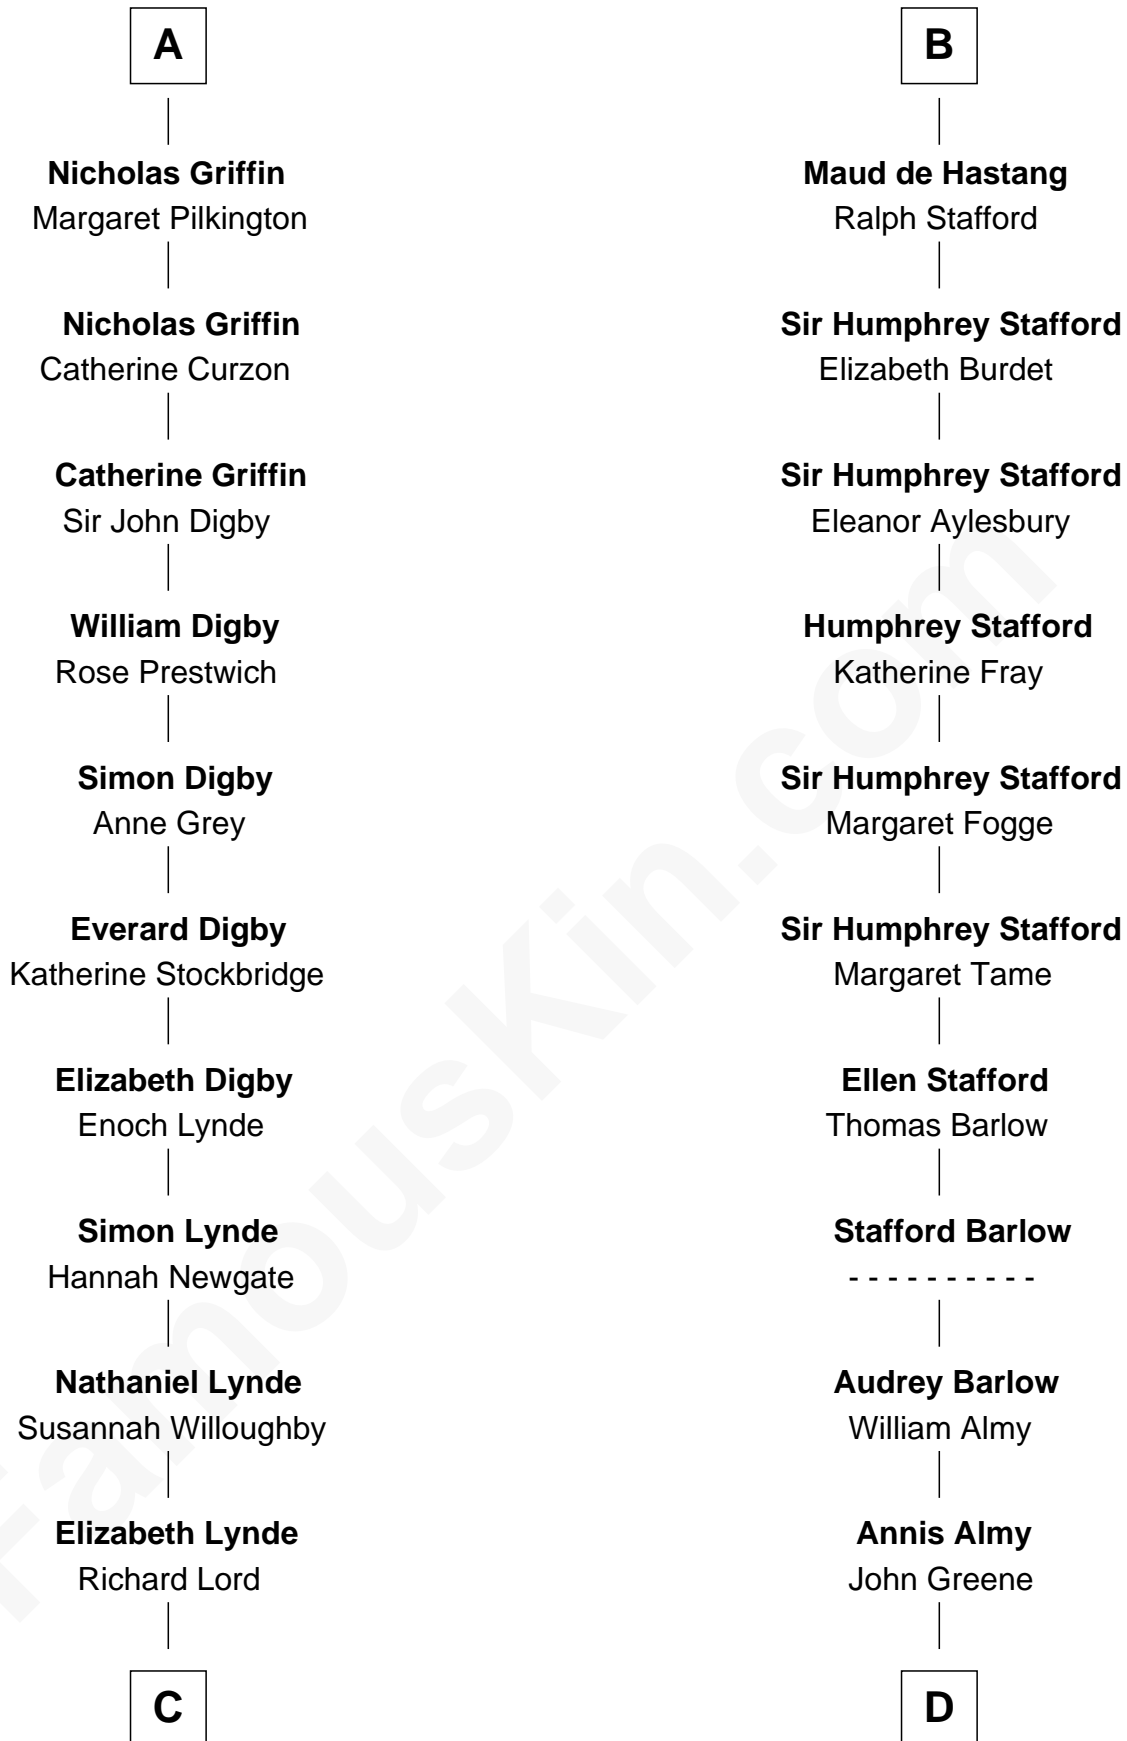 A
Nicholas Griffin
Margaret Pilkington
Nicholas Griffin
Catherine Curzon
Catherine Griffin
Sir John Digby
William Digby
Rose Prestwich
Simon Digby
Anne Grey
Everard Digby
Katherine Stockbridge
Elizabeth Digby
Enoch Lynde
Simon Lynde
Hannah Newgate
Nathaniel Lynde
Susannah Willoughby
Elizabeth Lynde
Richard Lord
C
B
Maud de Hastang
Ralph Stafford
Sir Humphrey Stafford
Elizabeth Burdet
Sir Humphrey Stafford
Eleanor Aylesbury
Humphrey Stafford
Katherine Fray
Sir Humphrey Stafford
Margaret Fogge
Sir Humphrey Stafford
Margaret Tame
Ellen Stafford
Thomas Barlow
Stafford Barlow
- - - - - - - - - -
Audrey Barlow
William Almy
Annis Almy
John Greene
D
FamousKin.com